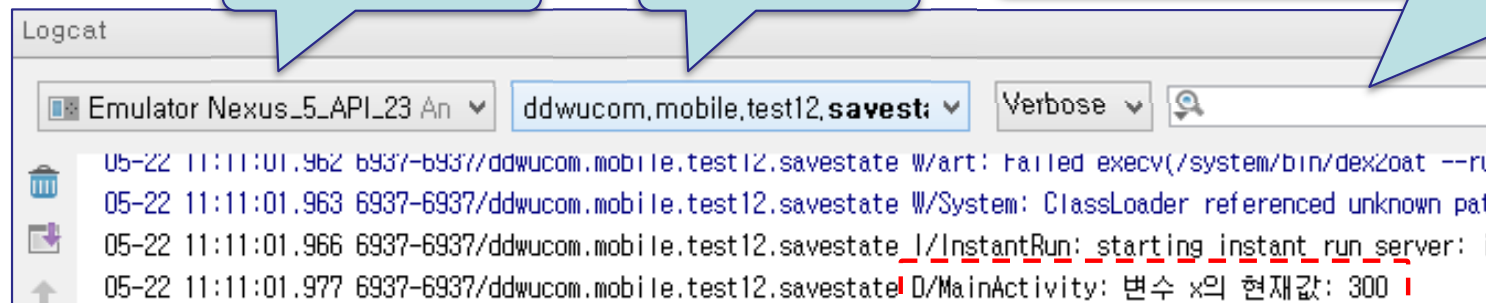 Logcat
Emulator Nexus_5_API_23 An ddwucom.mobile.test12.savest Verbose
05-22 11:11:01.962 6937-6937/ddwucom.mobile.test12.savestate W/art: Failed execv(/system/bin/dex2oat --ru
05-22 11:11:01.963 6937-6937/ddwucom.mobile.test12.savestate W/System: ClassLoader referenced unknown pat
05-22 11:11:01.966 6937-6937/ddwucom.mobile.test12.savestate I/InstantRun: starting instant run server:
05-22 11:11:01.977 6937-6937/ddwucom.mobile.test12.savestate D/MainActivity: 변수 x의 현재값: 300